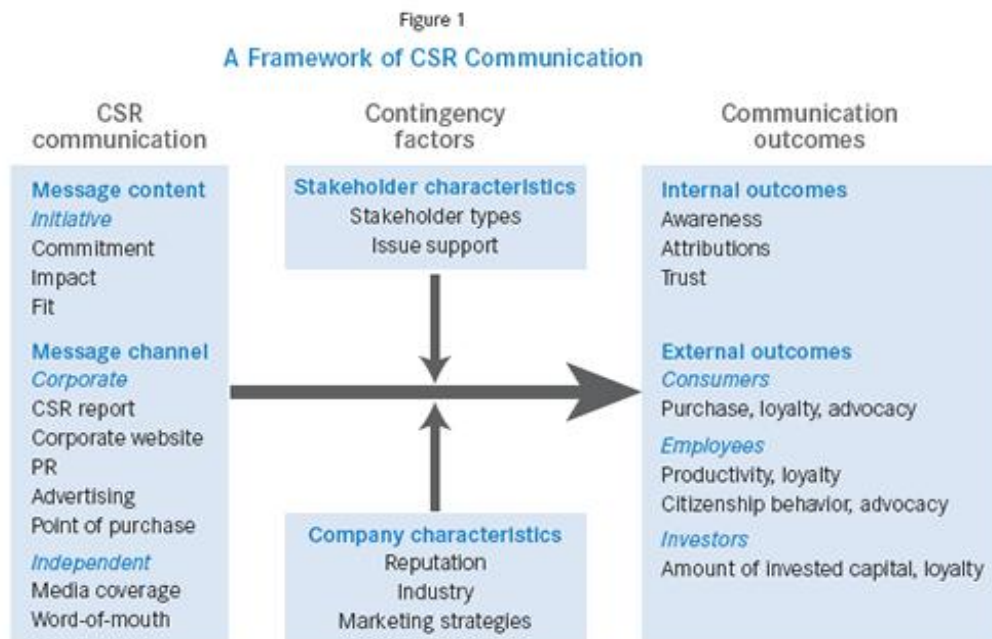 Figure 1
A Framework of CSR Communication
CSR
communication
Message content
Initiative
Commitment
Impact
Fit
Message channel
Corporate
CSR report
Corporate website
PR
Advertising
Point of purchase
Independent
Media coverage
Word-of-mouth
Contingency
factors
Stakeholder characteristics
Stakeholder types
Issue support
Company characteristics
Reputation
Industry
Marketing strategies
Communication
outcomes
Internal outcomes
Awareness
Attributions
Trust
External outcomes
Consumers
Purchase, loyalty, advocacy
Employees
Productivity, loyalty
Citizenship behavior, advocacy
Investors
Amount of invested capital, loyalty